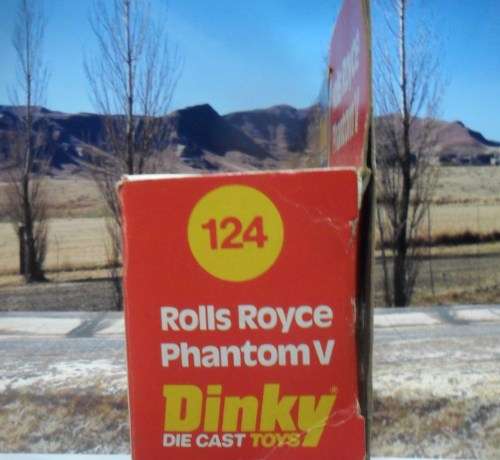 124
Rolls Royce
Phantom V
Dinky®
DIE CAST TOYS